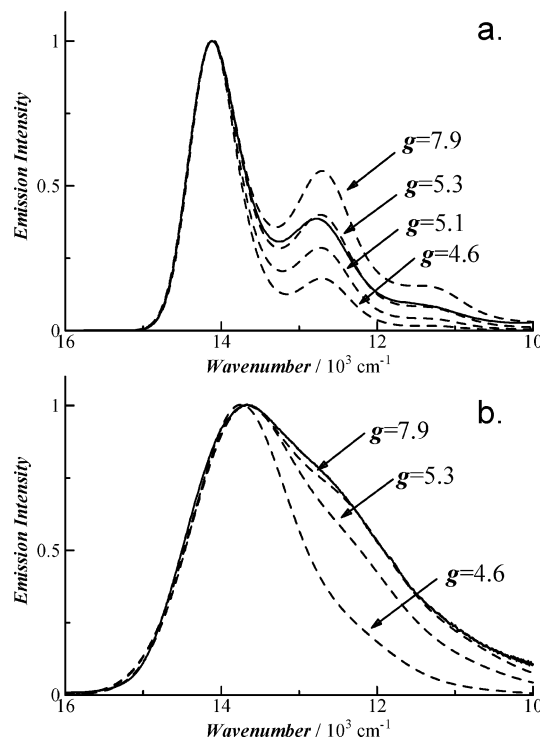 a.
1
g=7.9
g=5.3
0.5
g=5.1
g=4.6
Emission Intensity
0
16 14 12 10
Wavenumber / 10³ cm⁻¹
b.
1
g=7.9
g=5.3
0.5
g=4.6
Emission Intensity
0
16 14 12 10
Wavenumber / 10³ cm⁻¹